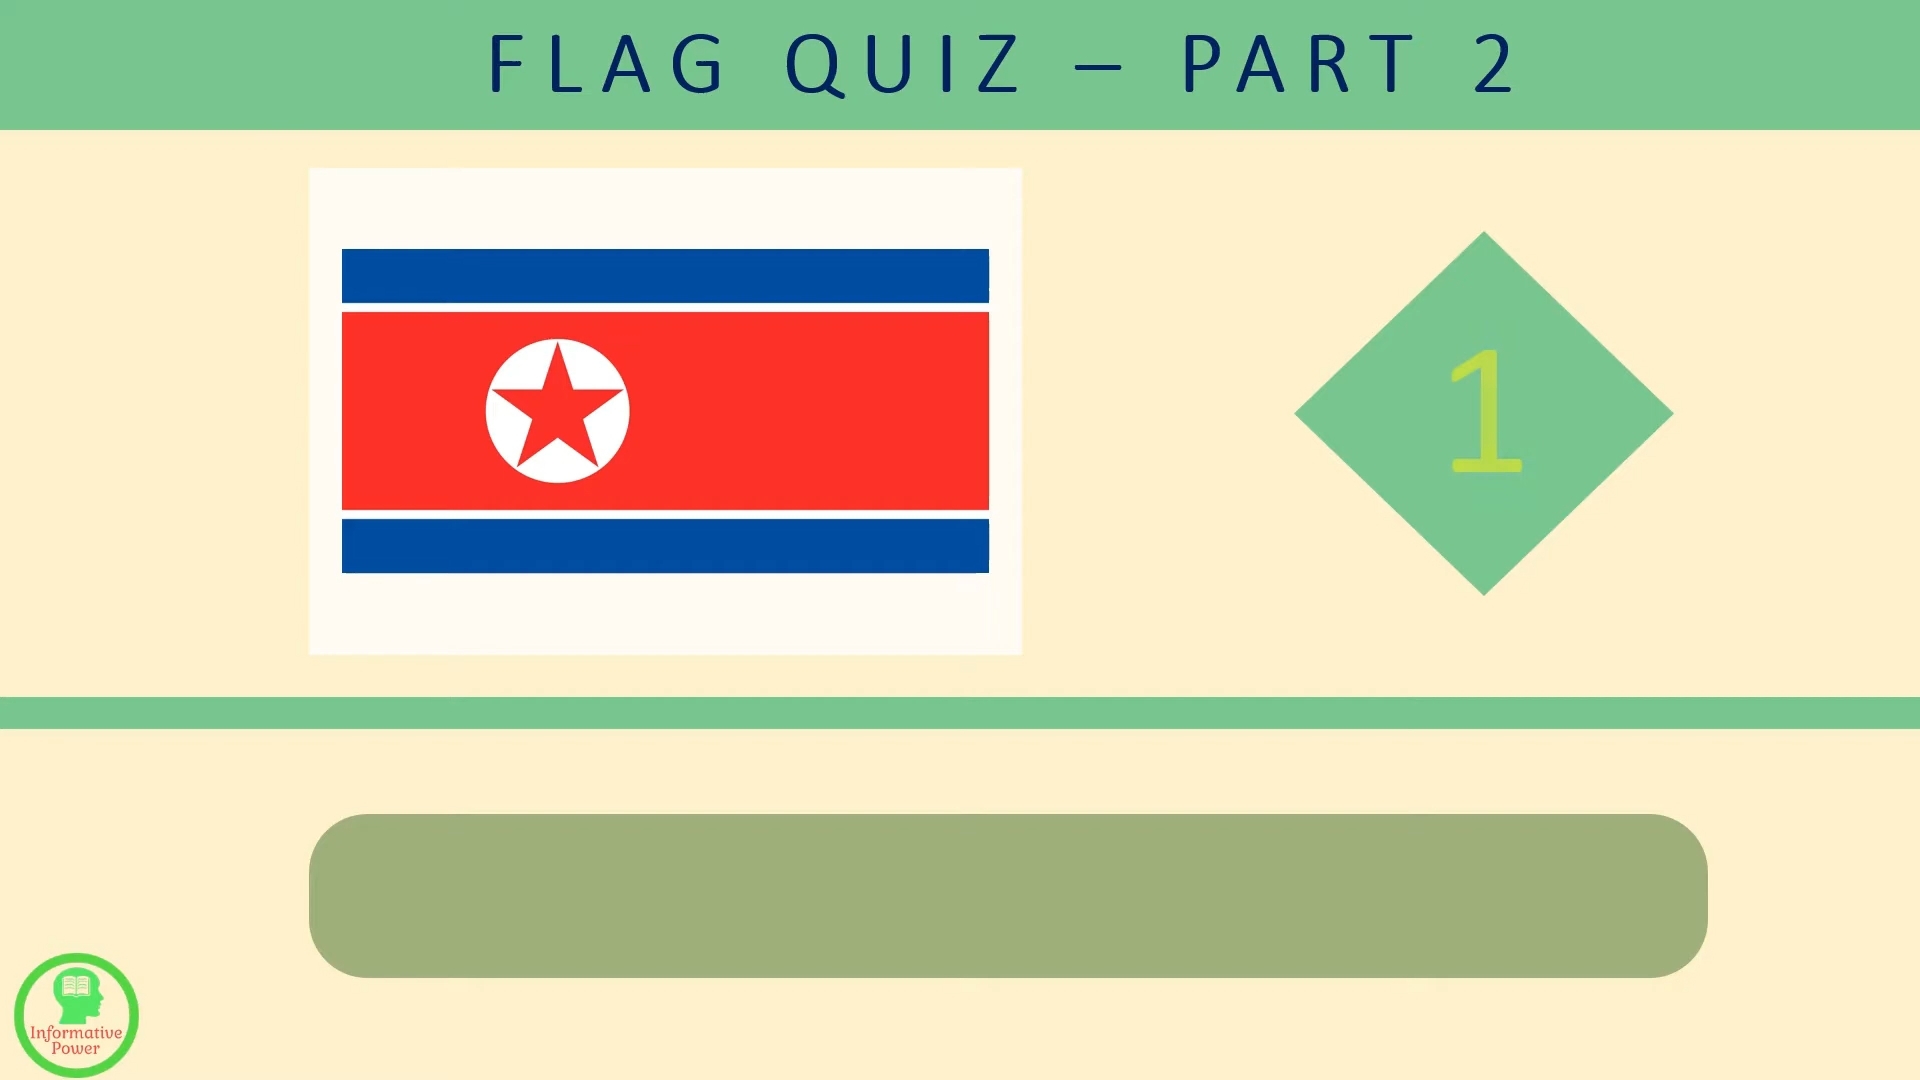 FLAG QUIZ – PART 2
1
Informative
Power